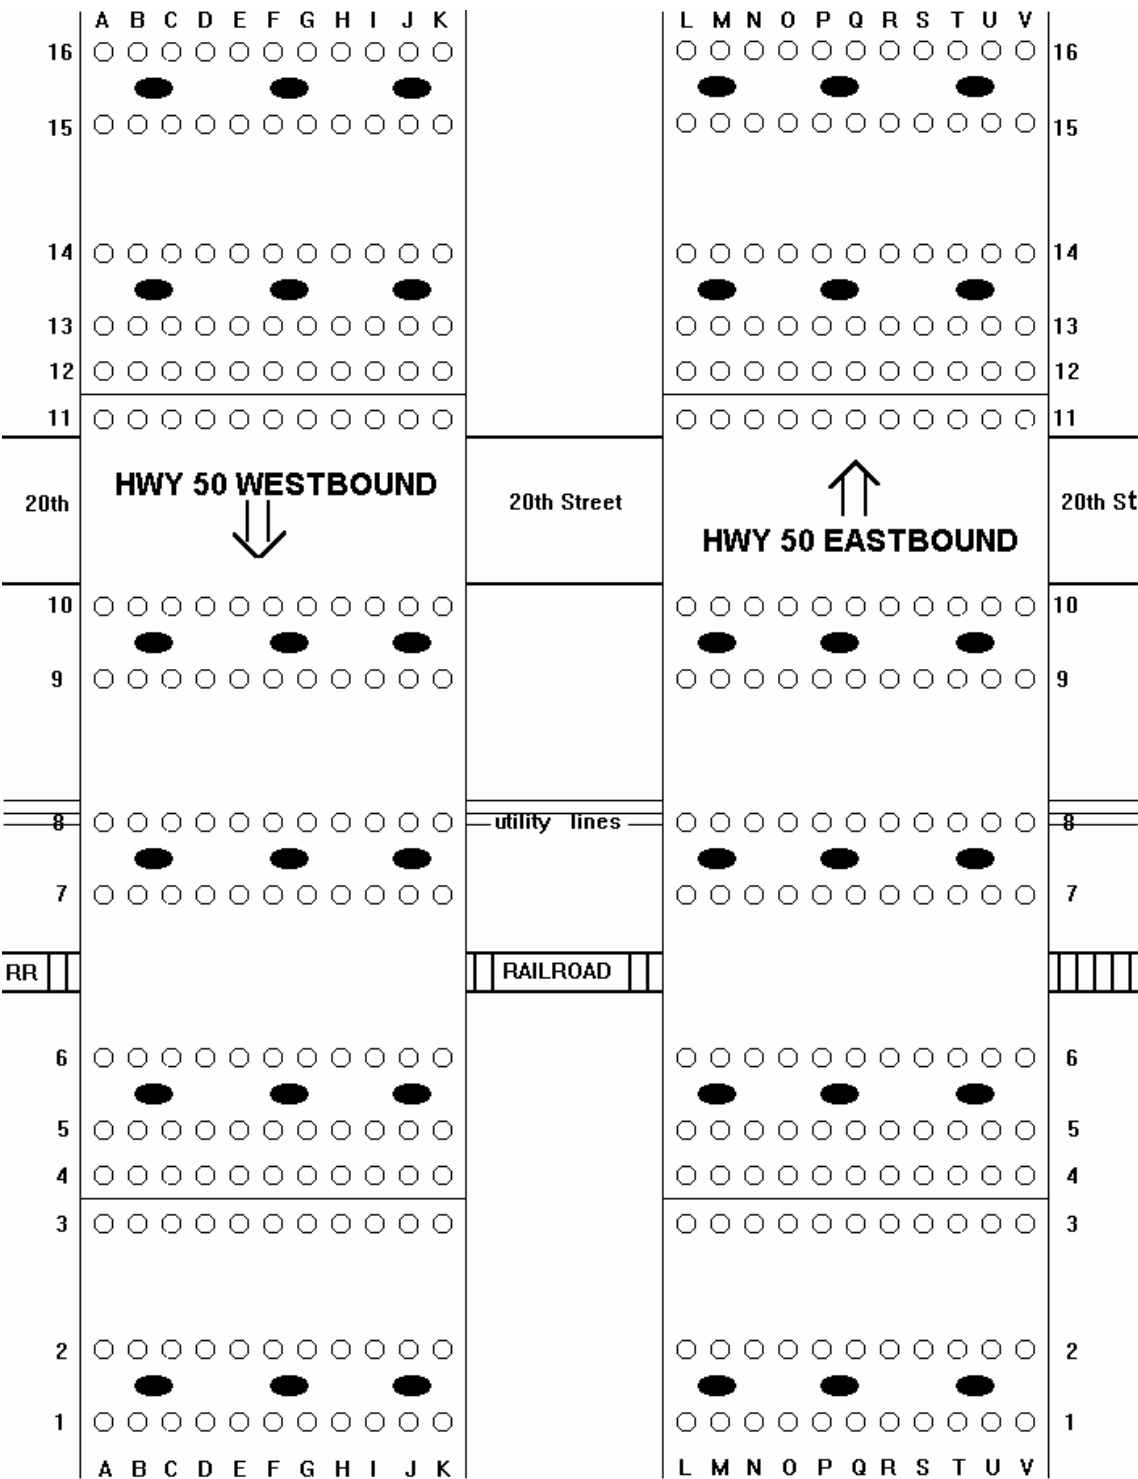 A B C D E F G H I J K L M N O P Q R S T U V
16 16
15 15
14 14
13 13
12 12
11 11
HWY 50 WESTBOUND
20th 20th Street 20th St
HWY 50 EASTBOUND
10 10
9 9
8 utility lines 8
7 7
RR RAILROAD
6 6
5 5
4 4
3 3
2 2
1 1
A B C D E F G H I J K L M N O P Q R S T U V